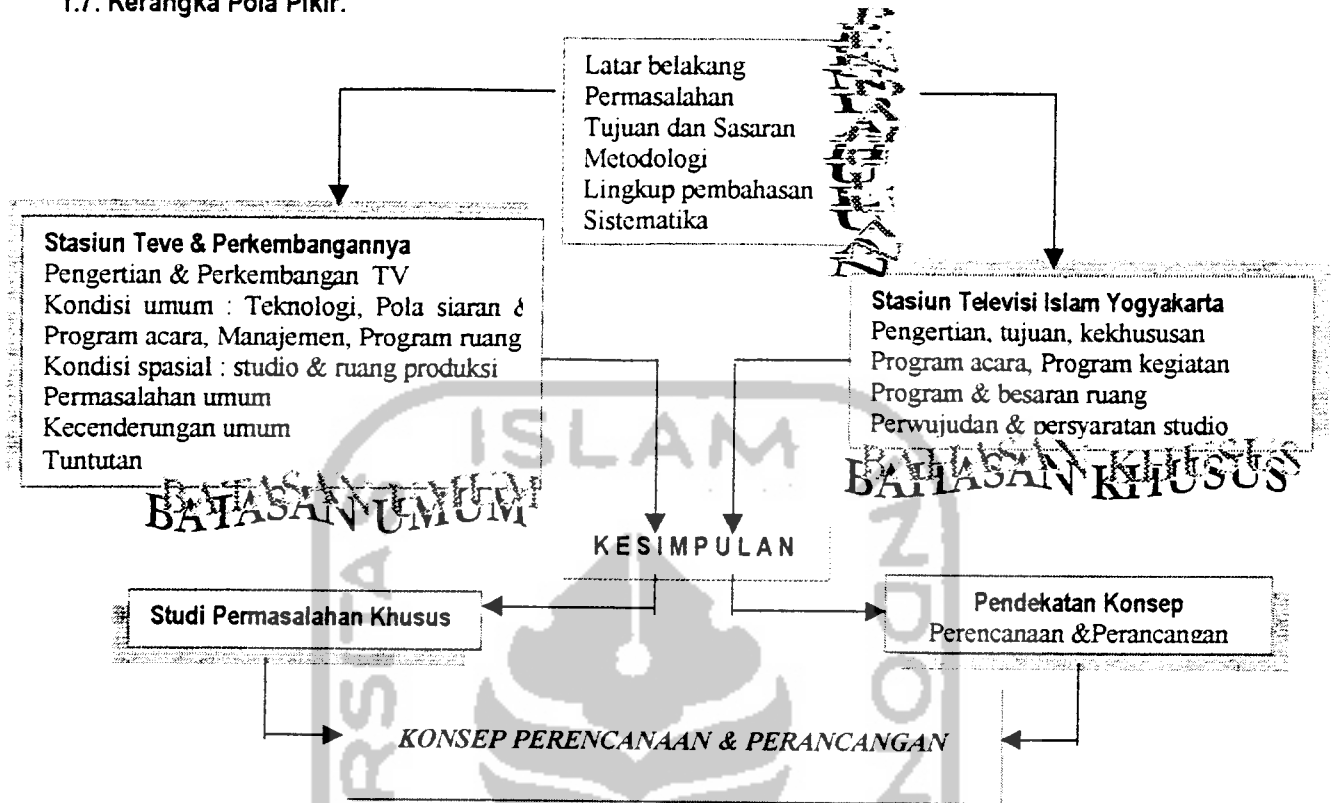 1.7. Kerangka Pola Pikir.
Latar belakang
Permasalahan
Tujuan dan Sasaran
Metodologi
Lingkup pembahasan
Sistematika
Stasiun Teve & Perkembangannya
Pengertian & Perkembangan TV
Kondisi umum : Teknologi, Pola siaran &
Program acara, Manajemen, Program ruang
Kondisi spasial : studio & ruang produksi
Permasalahan umum
Kecenderungan umum
Tuntutan
BATASAN UMUM
Stasiun Televisi Islam Yogyakarta
Pengertian, tujuan, kekhususan
Program acara, Program kegiatan
Program & besaran ruang
Perwujudan & persyaratan studio
BAHASAN KHUSUS
ISLAM
KESIMPULAN
Studi Permasalahan Khusus
Pendekatan Konsep
Perencanaan &Perancangan
KONSEP PERENCANAAN & PERANCANGAN